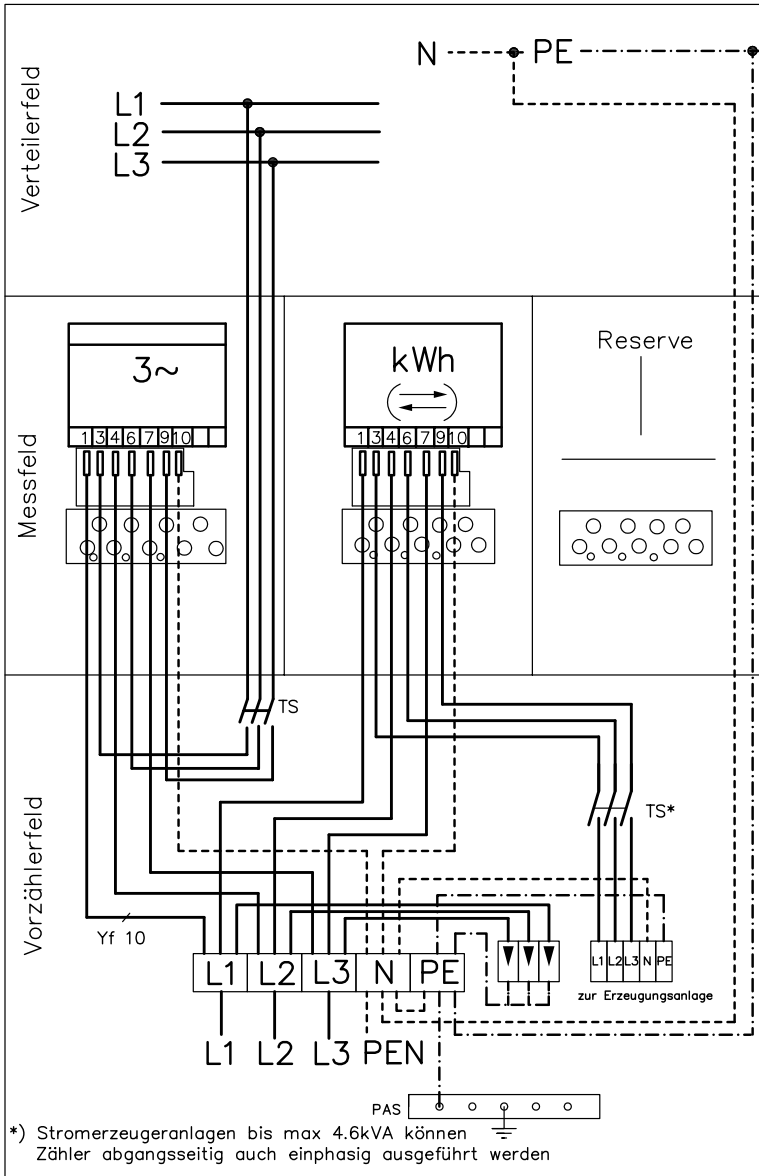 N PE
L1
L2
L3
Verteilerfeld
3~
1 3 4 6 7 9 10
kWh
1 3 4 6 7 9 10
Reserve
Messfeld
TS
TS*
Vorzählerfeld
Yf 10
L1 L2 L3 N PE
L1 L2 L3 N PE
zur Erzeugungsanlage
L1 L2 L3 PEN
PAS
*) Stromerzeugeranlagen bis max 4.6kVA können
Zähler abgangsseitig auch einphasig ausgeführt werden